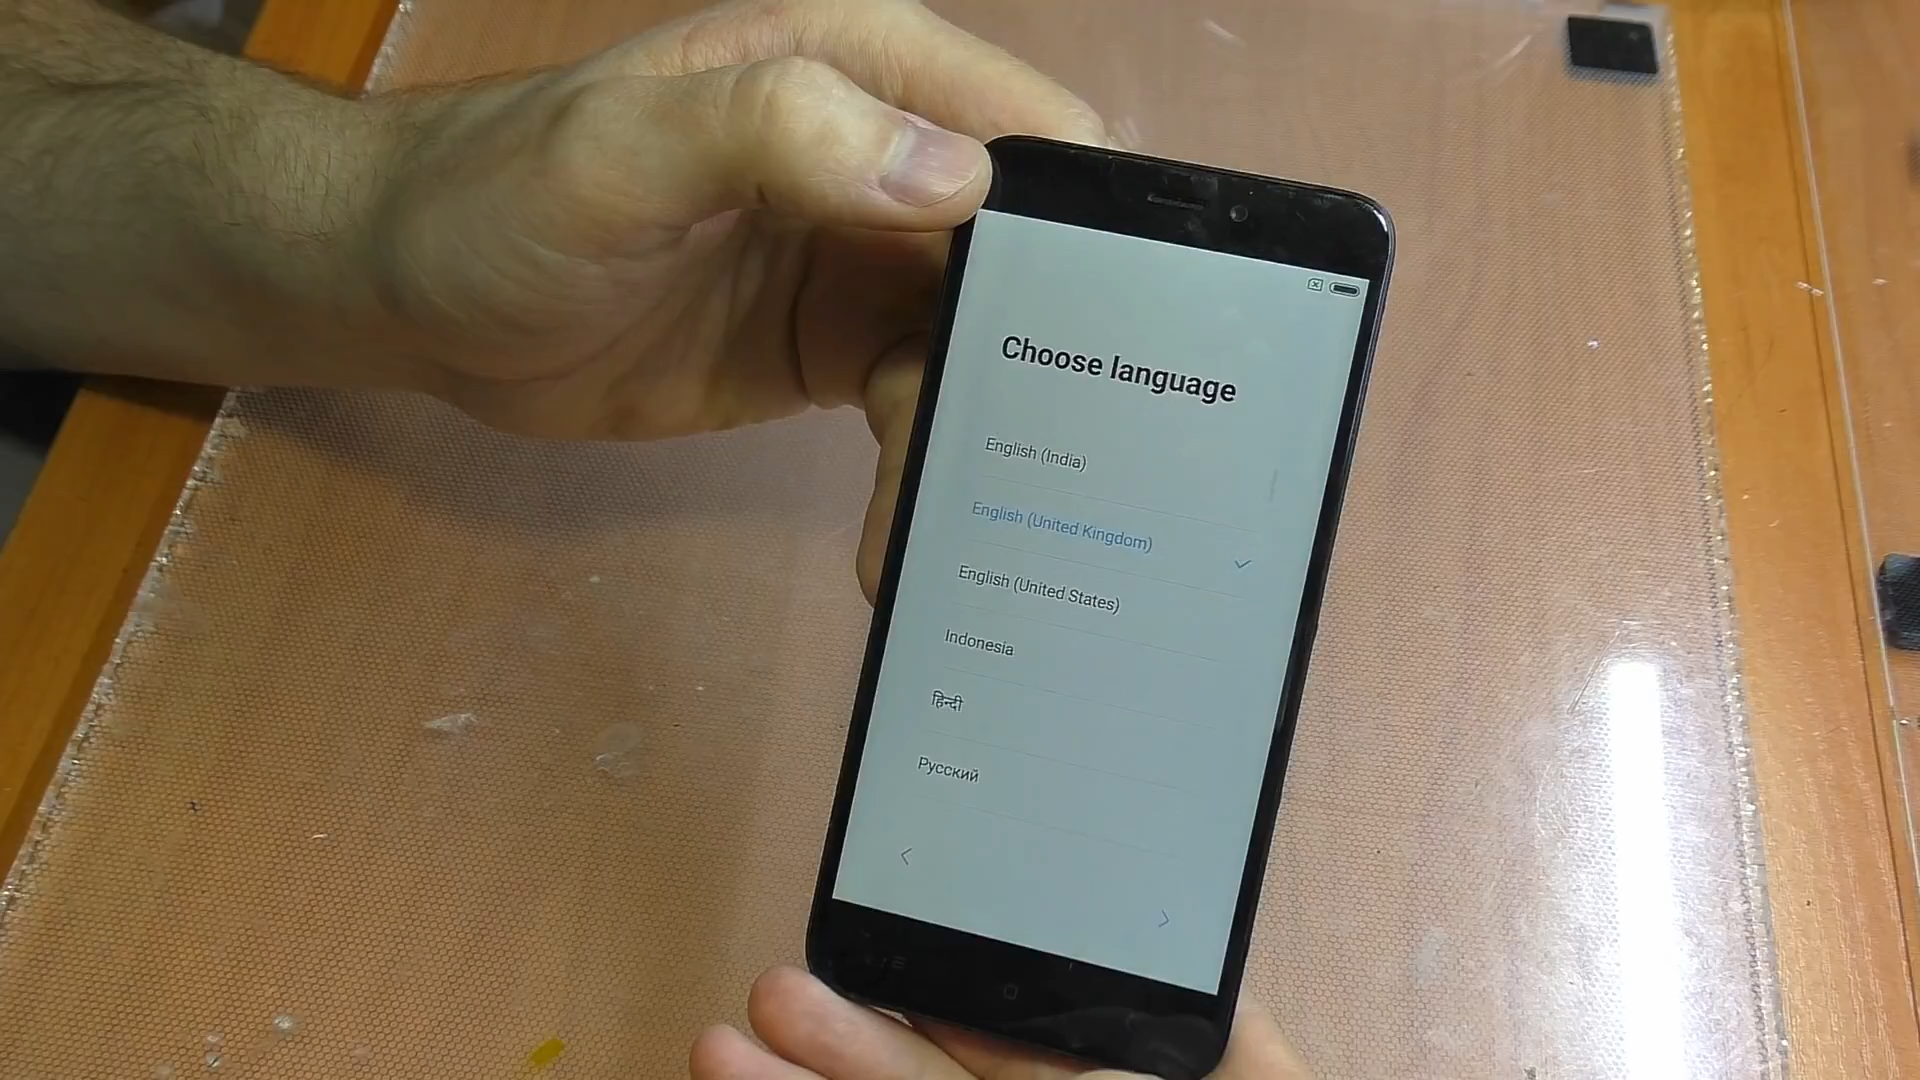 Choose language
English (India)
English (United Kingdom)
English (United States)
Indonesia
हिन्दी
Русский